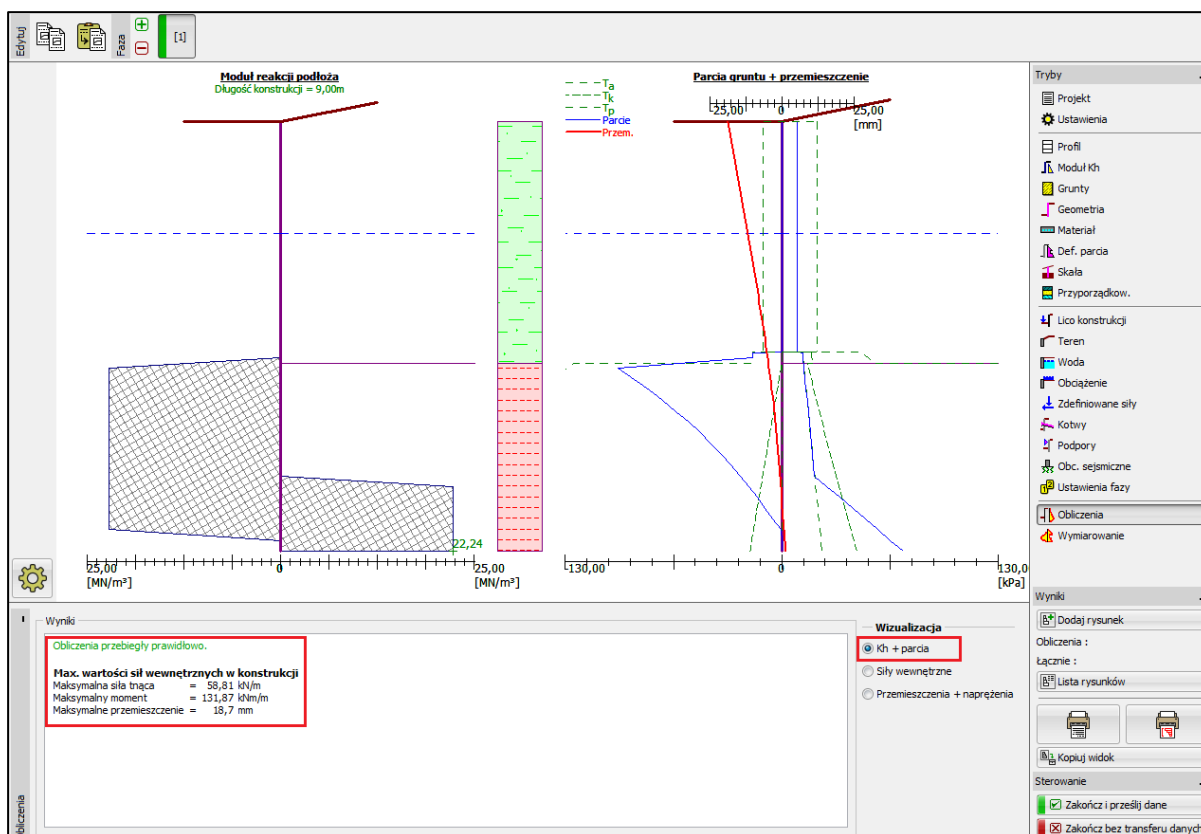 Edytuj
Faza
[1]
Moduł reakcji podłoża
Długość konstrukcji = 9,00m
22,24
25,00
0
25,00
[MN/m³]
[MN/m³]
Ta
Tk
Tp
Parcie
Przem.
Parcia gruntu + przemieszczenie
-25,00
0
25,00
[mm]
-130,00
0
130,00
[kPa]
Tryby
Projekt
Ustawienia
Profil
Moduł Kh
Grunty
Geometria
Materiał
Def. parcia
Skała
Przyporządkow.
Lico konstrukcji
Teren
Woda
Obciążenie
Zdefiniowane siły
Kotwy
Podpory
Obc. sejsmiczne
Ustawienia fazy
Obliczenia
Wymiarowanie
Wyniki
Dodaj rysunek
Obliczenia :
Łącznie :
Lista rysunków
Kopiuj widok
Sterowanie
Zakończ i prześlij dane
Zakończ bez transferu danych
Wyniki
Obliczenia przebiegły prawidłowo.
Max. wartości sił wewnętrznych w konstrukcji
Maksymalna siła tnąca = 58,81 kN/m
Maksymalny moment = 131,87 kNm/m
Maksymalne przemieszczenie = 18,7 mm
Wizualizacja
Kh + parcia
Siły wewnętrzne
Przemieszczenia + naprężenia